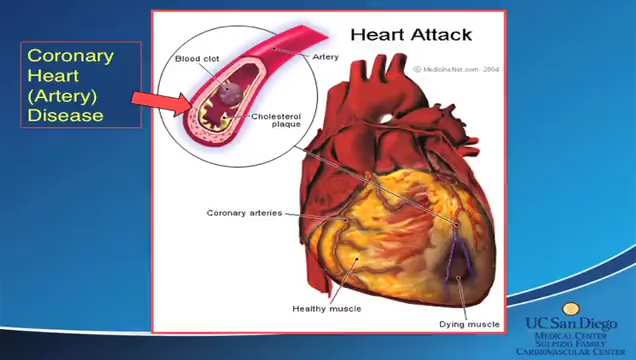 Coronary
Heart
(Artery)
Disease
Heart Attack
© MedicineNet.com 2004
Blood clot
Artery
Cholesterol
plaque
Coronary arteries
Healthy muscle
Dying muscle
UC San Diego
MEDICAL CENTER
SULPIZIO FAMILY
CARDIOVASCULAR CENTER